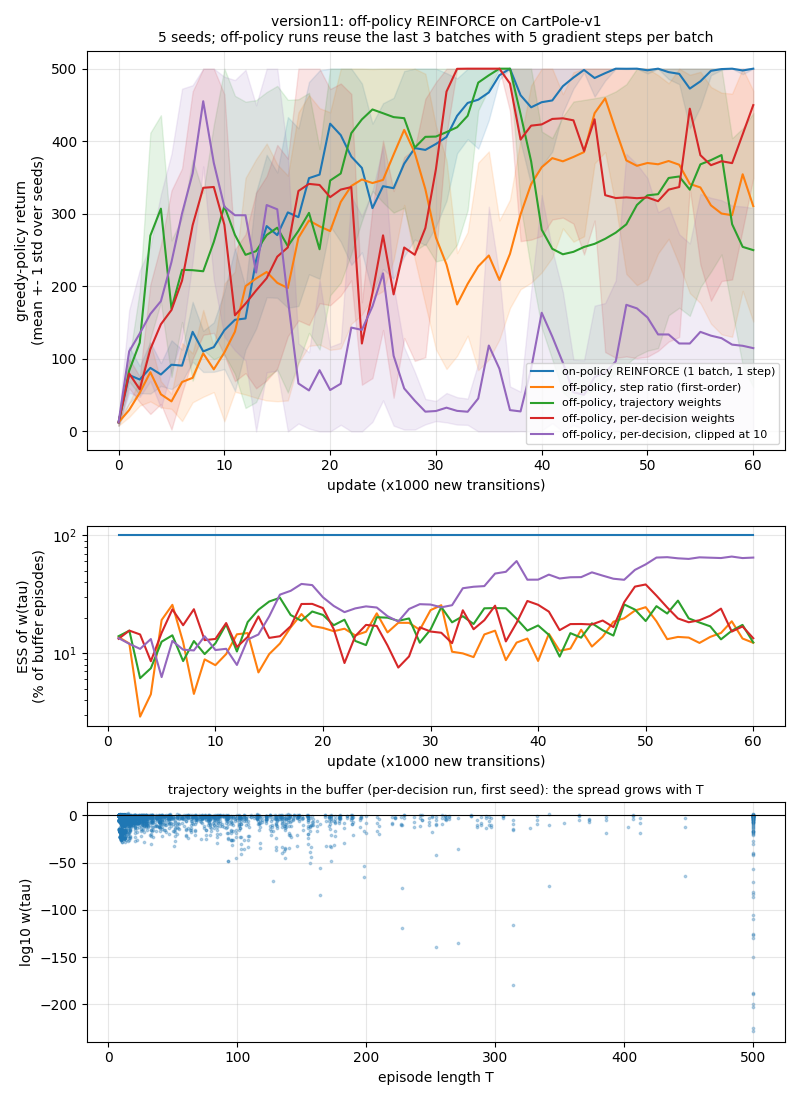 version11: off-policy REINFORCE on CartPole-v1
5 seeds; off-policy runs reuse the last 3 batches with 5 gradient steps per batch
greedy-policy return
(mean +- 1 std over seeds)
500
400
300
200
100
0
0 10 20 30 40 50 60
update (x1000 new transitions)
on-policy REINFORCE (1 batch, 1 step)
off-policy, step ratio (first-order)
off-policy, trajectory weights
off-policy, per-decision weights
off-policy, per-decision, clipped at 10
ESS of w(tau)
(% of buffer episodes)
10²
10¹
0 10 20 30 40 50 60
update (x1000 new transitions)
trajectory weights in the buffer (per-decision run, first seed): the spread grows with T
log10 w(tau)
0
−50
−100
−150
−200
0 100 200 300 400 500
episode length T